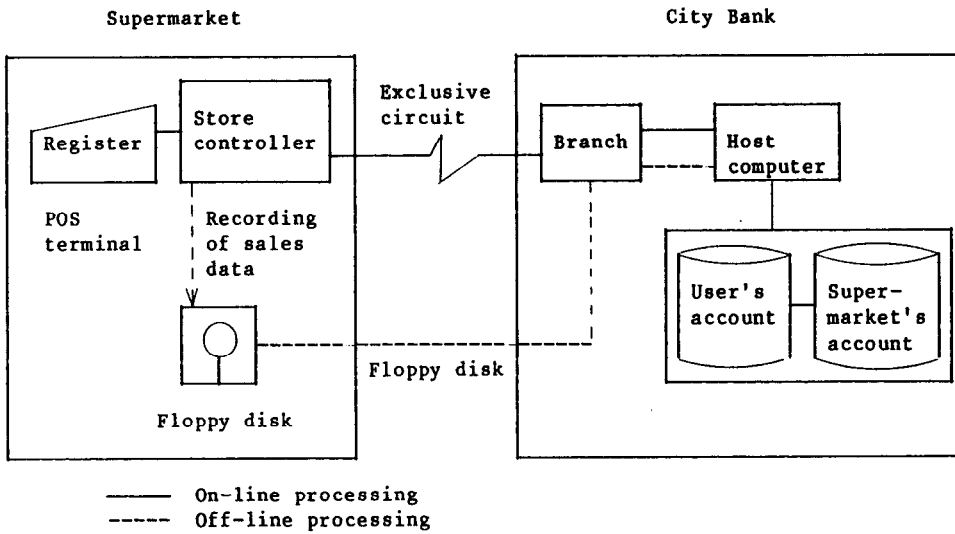 Supermarket
City Bank
Register
Store
controller
Exclusive
circuit
Branch
Host
computer
POS
terminal
Recording
of sales
data
User's
account
Super-
market's
account
Floppy disk
Floppy disk
On-line processing
Off-line processing